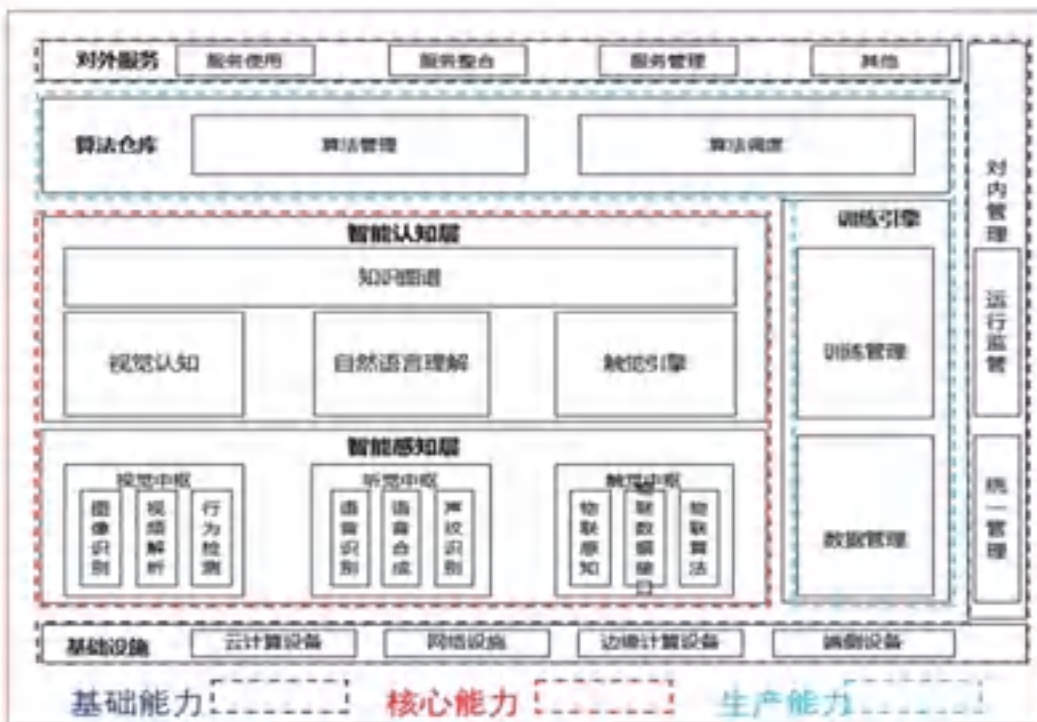 对外服务 服务使用 服务整合 服务管理 其他
算法仓库 算法管理 算法调度
对内管理
运行监管
统一管理
训练引擎
训练管理
数据管理
智能认知层
知识图谱
视觉认知 自然语言理解 触觉引擎
智能感知层
视觉中枢 听觉中枢 触觉中枢
图像识别 视频解析 行为检测 语音识别 语音合成 声纹识别 物联感知 物联数据接口 物联算法
基础设施 云计算设备 网络设施 边缘计算设备 端侧设备
基础能力 核心能力 生产能力